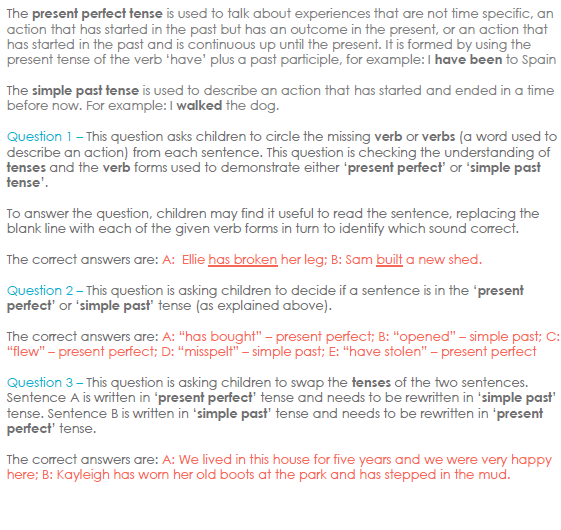 The present perfect tense is used to talk about experiences that are not time specific, an
action that has started in the past but has an outcome in the present, or an action that
has started in the past and is continuous up until the present. It is formed by using the
present tense of the verb ‘have’ plus a past participle, for example: I have been to Spain
The simple past tense is used to describe an action that has started and ended in a time
before now. For example: I walked the dog.
Question 1 – This question asks children to circle the missing verb or verbs (a word used to
describe an action) from each sentence. This question is checking the understanding of
tenses and the verb forms used to demonstrate either ‘present perfect’ or ‘simple past
tense’.
To answer the question, children may find it useful to read the sentence, replacing the
blank line with each of the given verb forms in turn to identify which sound correct.
The correct answers are: A: Ellie has broken her leg; B: Sam built a new shed.
Question 2 – This question is asking children to decide if a sentence is in the ‘present
perfect’ or ‘simple past’ tense (as explained above).
The correct answers are: A: “has bought” – present perfect; B: “opened” – simple past; C:
“flew” – present perfect; D: “misspelt” – simple past; E: “have stolen” – present perfect
Question 3 – This question is asking children to swap the tenses of the two sentences.
Sentence A is written in ‘present perfect’ tense and needs to be rewritten in ‘simple past’
tense. Sentence B is written in ‘simple past’ tense and needs to be rewritten in ‘present
perfect’ tense.
The correct answers are: A: We lived in this house for five years and we were very happy
here; B: Kayleigh has worn her old boots at the park and has stepped in the mud.